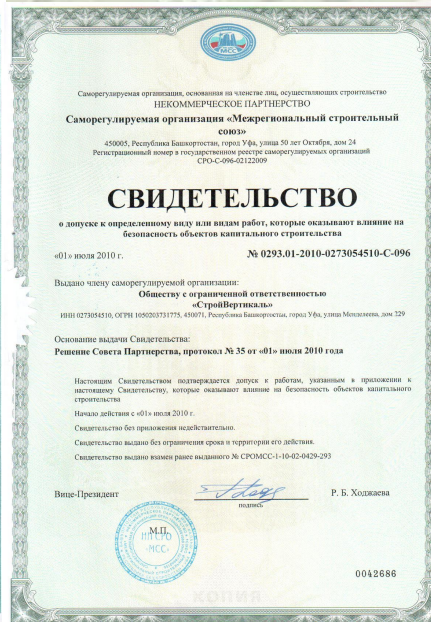 МСС
Саморегулируемая организация, основанная на членстве лиц, осуществляющих строительство
НЕКОММЕРЧЕСКОЕ ПАРТНЕРСТВО
Саморегулируемая организация «Межрегиональный строительный
союз»
450005, Республика Башкортостан, город Уфа, улица 50 лет Октября, дом 24
Регистрационный номер в государственном реестре саморегулируемых организаций
СРО-С-096-02122009
СВИДЕТЕЛЬСТВО
о допуске к определенному виду или видам работ, которые оказывают влияние на
безопасность объектов капитального строительства
«01» июля 2010 г. № 0293.01-2010-0273054510-С-096
Выдано члену саморегулируемой организации:
Обществу с ограниченной ответственностью
«СтройВертикаль»
ИНН 0273054510, ОГРН 1050203731775, 450071, Республика Башкортостан, город Уфа, улица Менделеева, дом 229
Основание выдачи Свидетельства:
Решение Совета Партнерства, протокол № 35 от «01» июля 2010 года
Настоящим Свидетельством подтверждается допуск к работам, указанным в приложении к
настоящему Свидетельству, которые оказывают влияние на безопасность объектов капитального
строительства
Начало действия с «01» июля 2010 г.
Свидетельство без приложения недействительно.
Свидетельство выдано без ограничения срока и территории его действия.
Свидетельство выдано взамен ранее выданного № СРОМСС-1-10-02-0429-293
Вице-Президент Р. Б. Ходжаева
подпись
М.П.
НП СРО
«МСС»
0042686
КОПИЯ